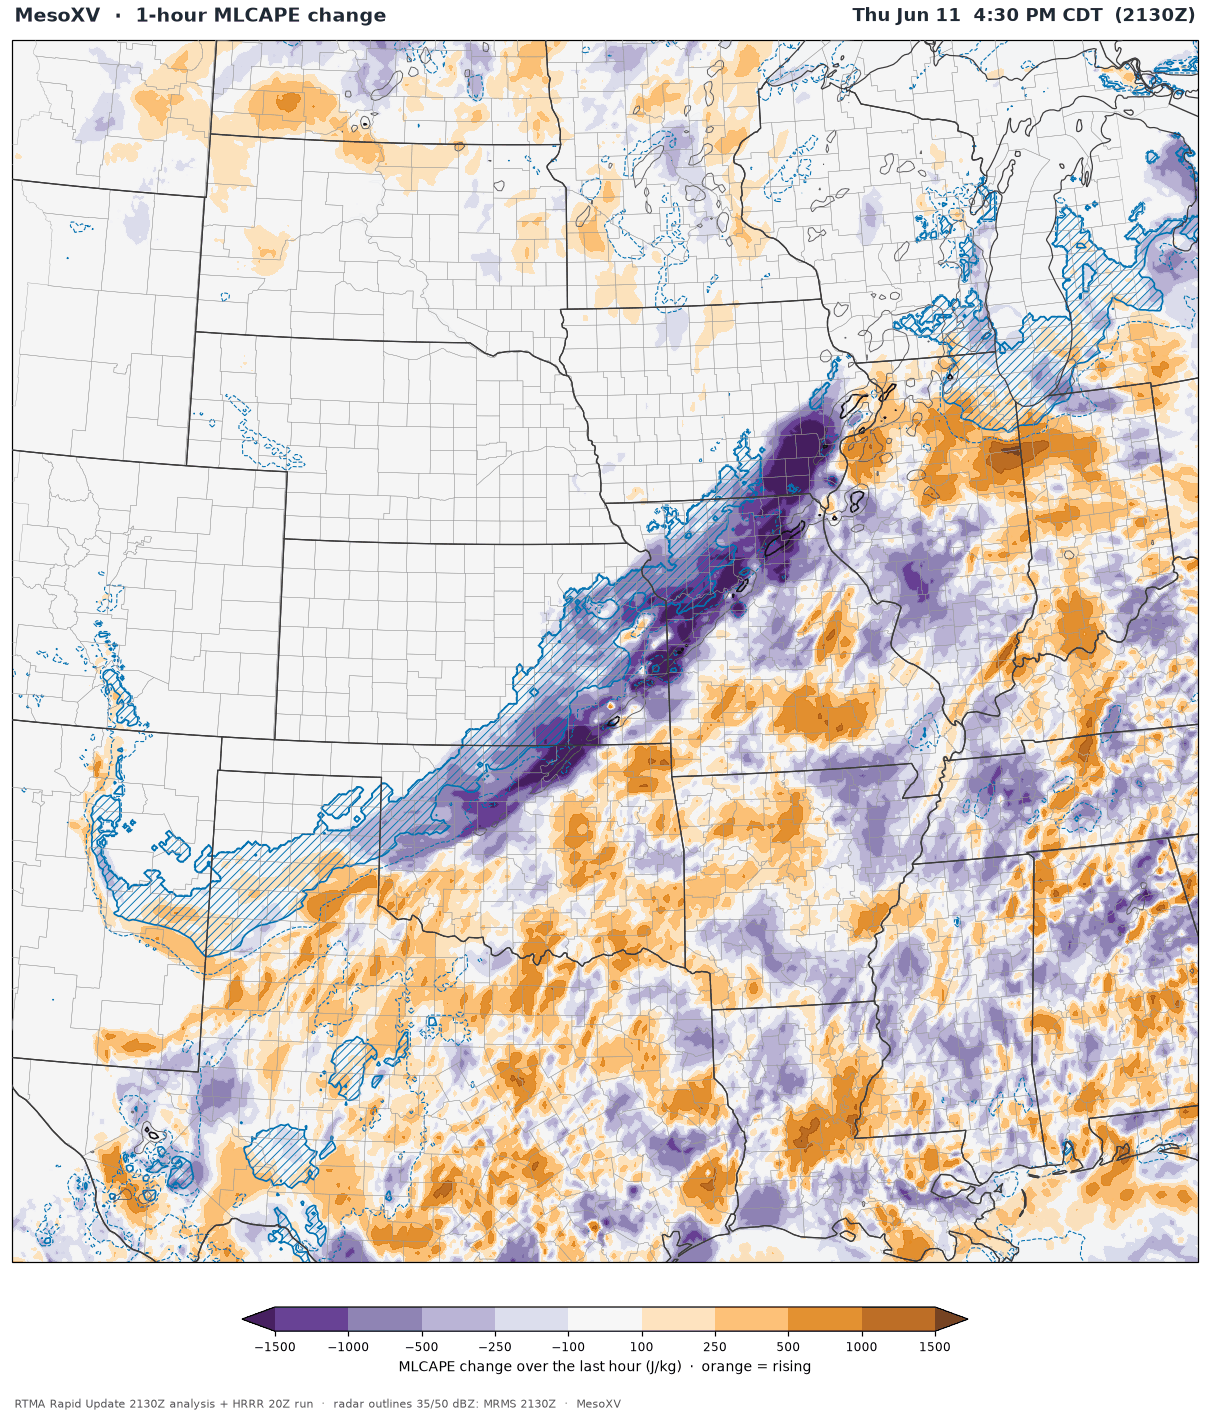 MesoXV · 1-hour MLCAPE change
Thu Jun 11 4:30 PM CDT (2130Z)
−1500 −1000 −500 −250 −100 100 250 500 1000 1500
MLCAPE change over the last hour (J/kg) · orange = rising
RTMA Rapid Update 2130Z analysis + HRRR 20Z run · radar outlines 35/50 dBZ: MRMS 2130Z · MesoXV